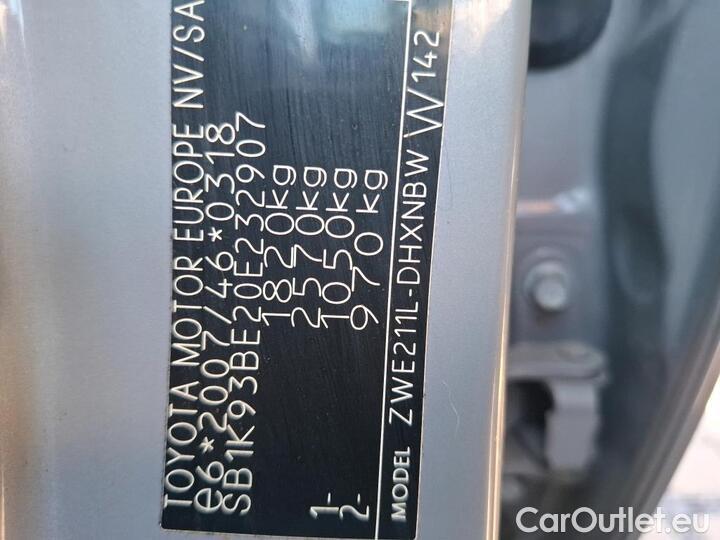 TOYOTA MOTOR EUROPE NV/SA
e6*2007/46*0318
SB1K93BE20E232907
1820kg
2570kg
1- 1050kg
2- 970kg
MODEL ZWE211L-DHXNBW W142
CarOutlet.eu